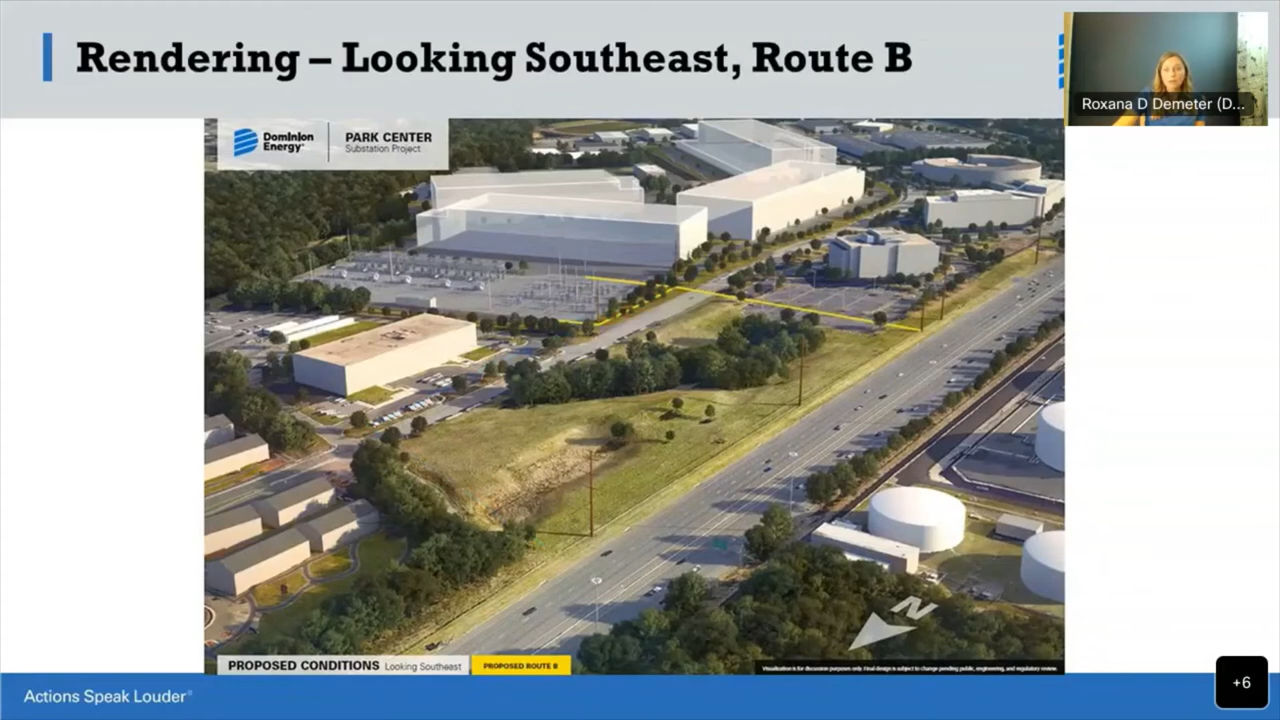 Rendering – Looking Southeast, Route B
Roxana D Demeter (D...
Dominion
Energy®
PARK CENTER
Substation Project
N
PROPOSED CONDITIONS Looking Southeast
PROPOSED ROUTE B
Visualization is for discussion purposes only. Final design is subject to change pending public, engineering, and regulatory review.
Actions Speak Louder®
+6